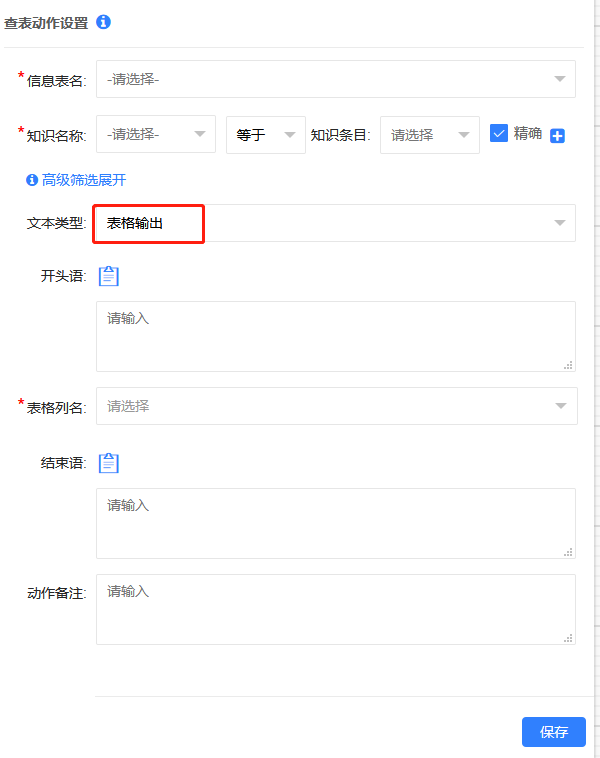 查表动作设置
*信息表名: -请选择-
*知识名称: -请选择- 等于 知识条目: 请选择 精确
高级筛选展开
文本类型: 表格输出
开头语:
请输入
*表格列名: 请选择
结束语:
请输入
动作备注: 请输入
保存